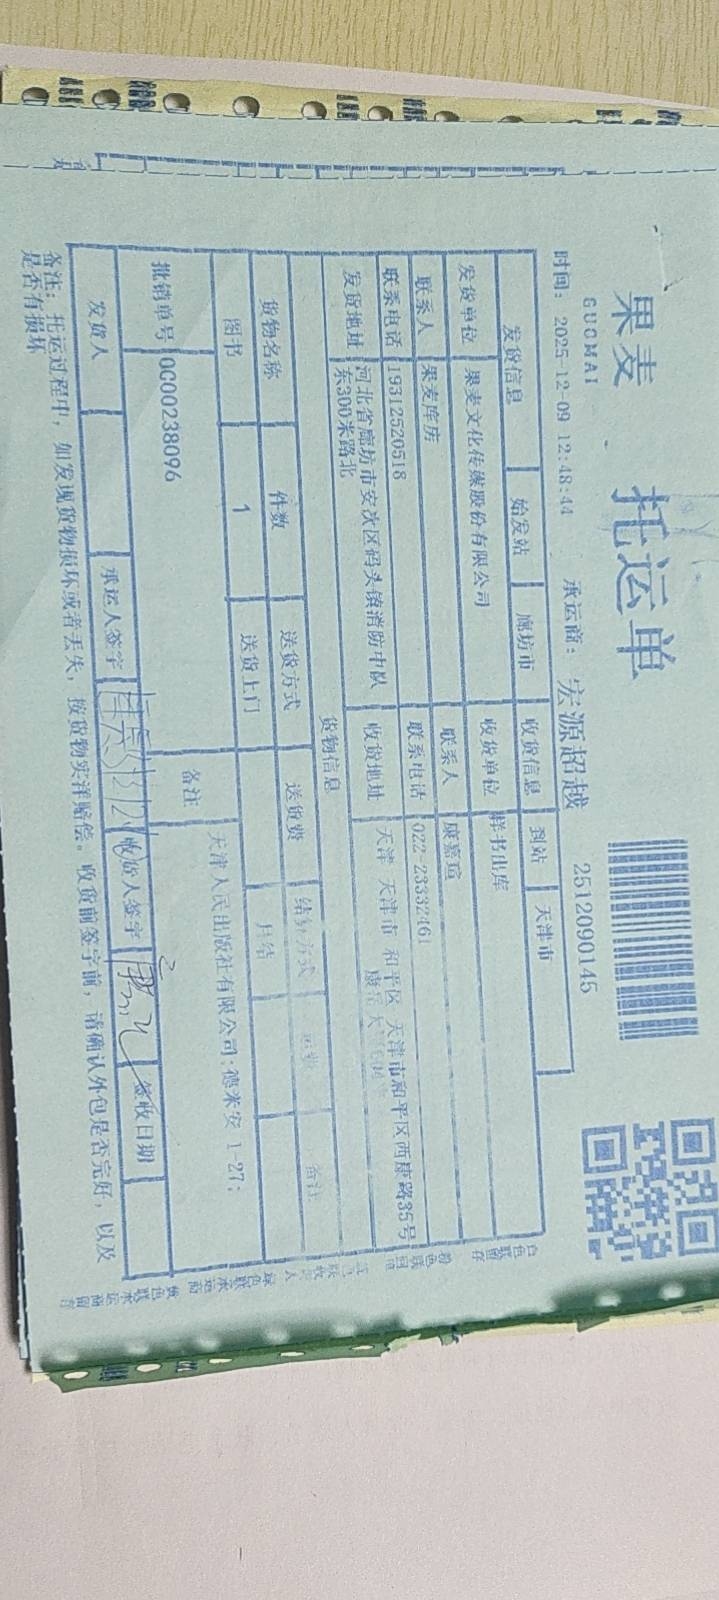 果麦 托运单
GUOMAI
时间: 2025-12-09 12:48:44 承运商: 宏源超越 2512090145
发货信息 始发站 廊坊市 收货信息 到站 天津市
发货单位 果麦文化传媒股份有限公司 收货单位 样书出库
联系人 果麦库房 联系人 康嘉瑄
联系电话 19312520518 联系电话 022-23332461
发货地址 河北省廊坊市安次区码头镇消防中队 收货地址 天津 天津市 和平区 天津市和平区西康路35号
东300米路北 康岳大厦
货物信息
货物名称 件数 送货方式 送货费 结算方式 运费 备注
图书 1 送货上门 月结
批销单号 0C00238096 备注 天津人民出版社有限公司;德米安 1-27;
发货人 承运人签字 收货人签字 签收日期
备注: 托运过程中, 如发现货物损坏或者丢失, 按货物实洋赔偿。收货前签字前, 请确认外包是否完好, 以及
是否有损坏